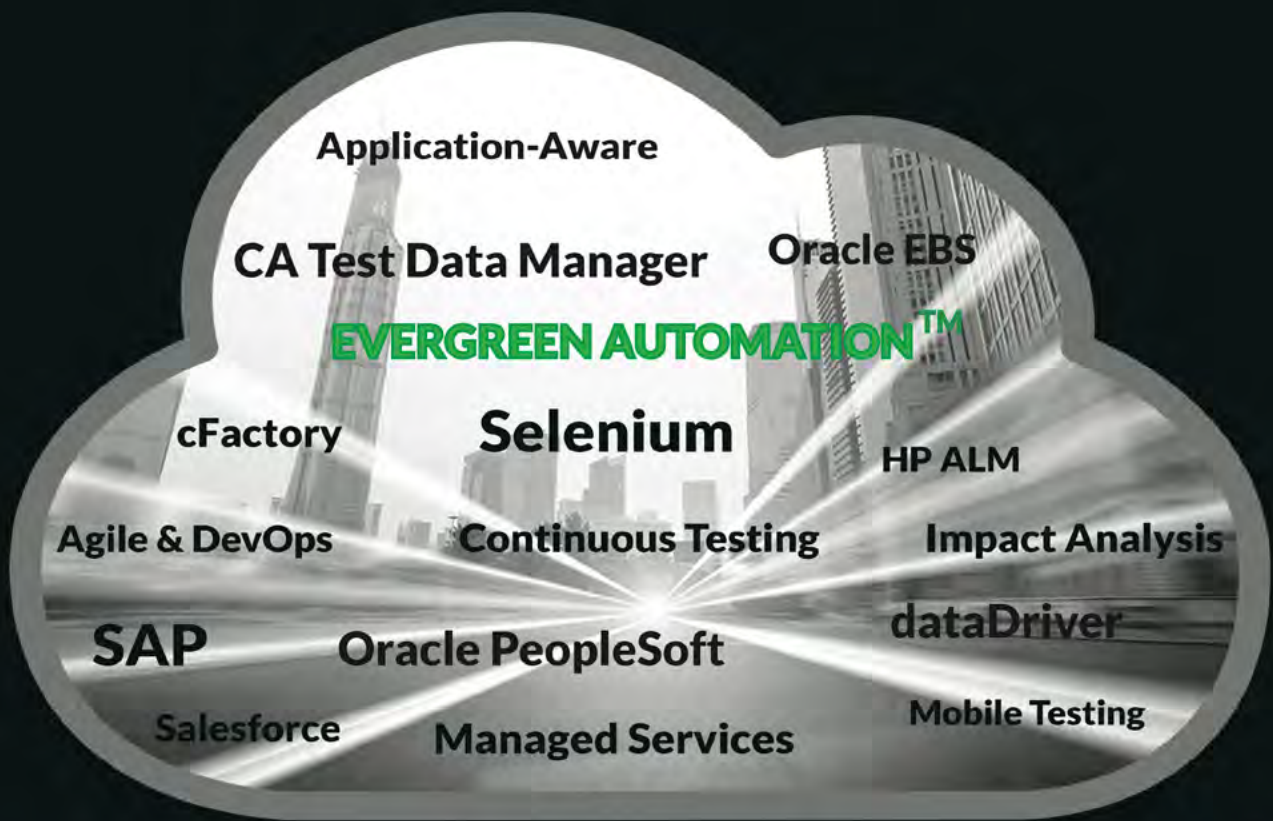 Application-Aware
CA Test Data Manager
Oracle EBS
EVERGREEN AUTOMATION™
cFactory
Selenium
HP ALM
Agile & DevOps
Continuous Testing
Impact Analysis
SAP
Oracle PeopleSoft
dataDriver
Salesforce
Managed Services
Mobile Testing